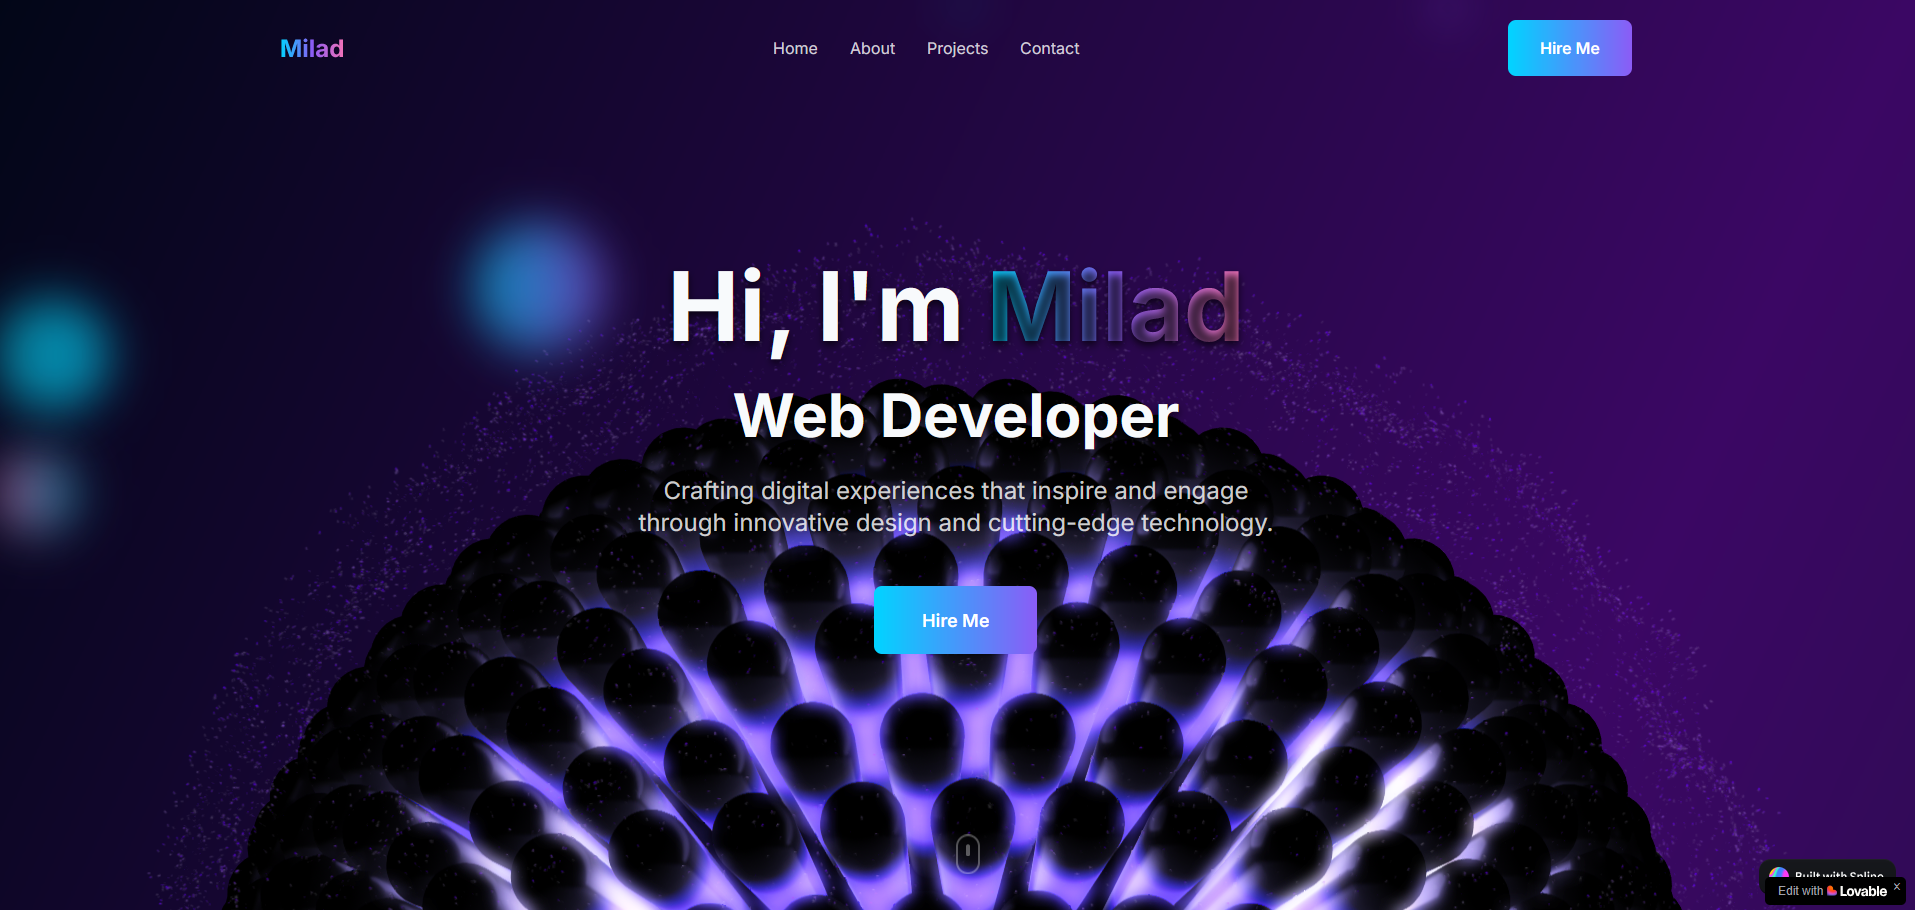 Milad
Home About Projects Contact
Hire Me
Hi, I'm Milad
Web Developer
Crafting digital experiences that inspire and engage
through innovative design and cutting-edge technology.
Hire Me
Built with Spline
Edit with Lovable x